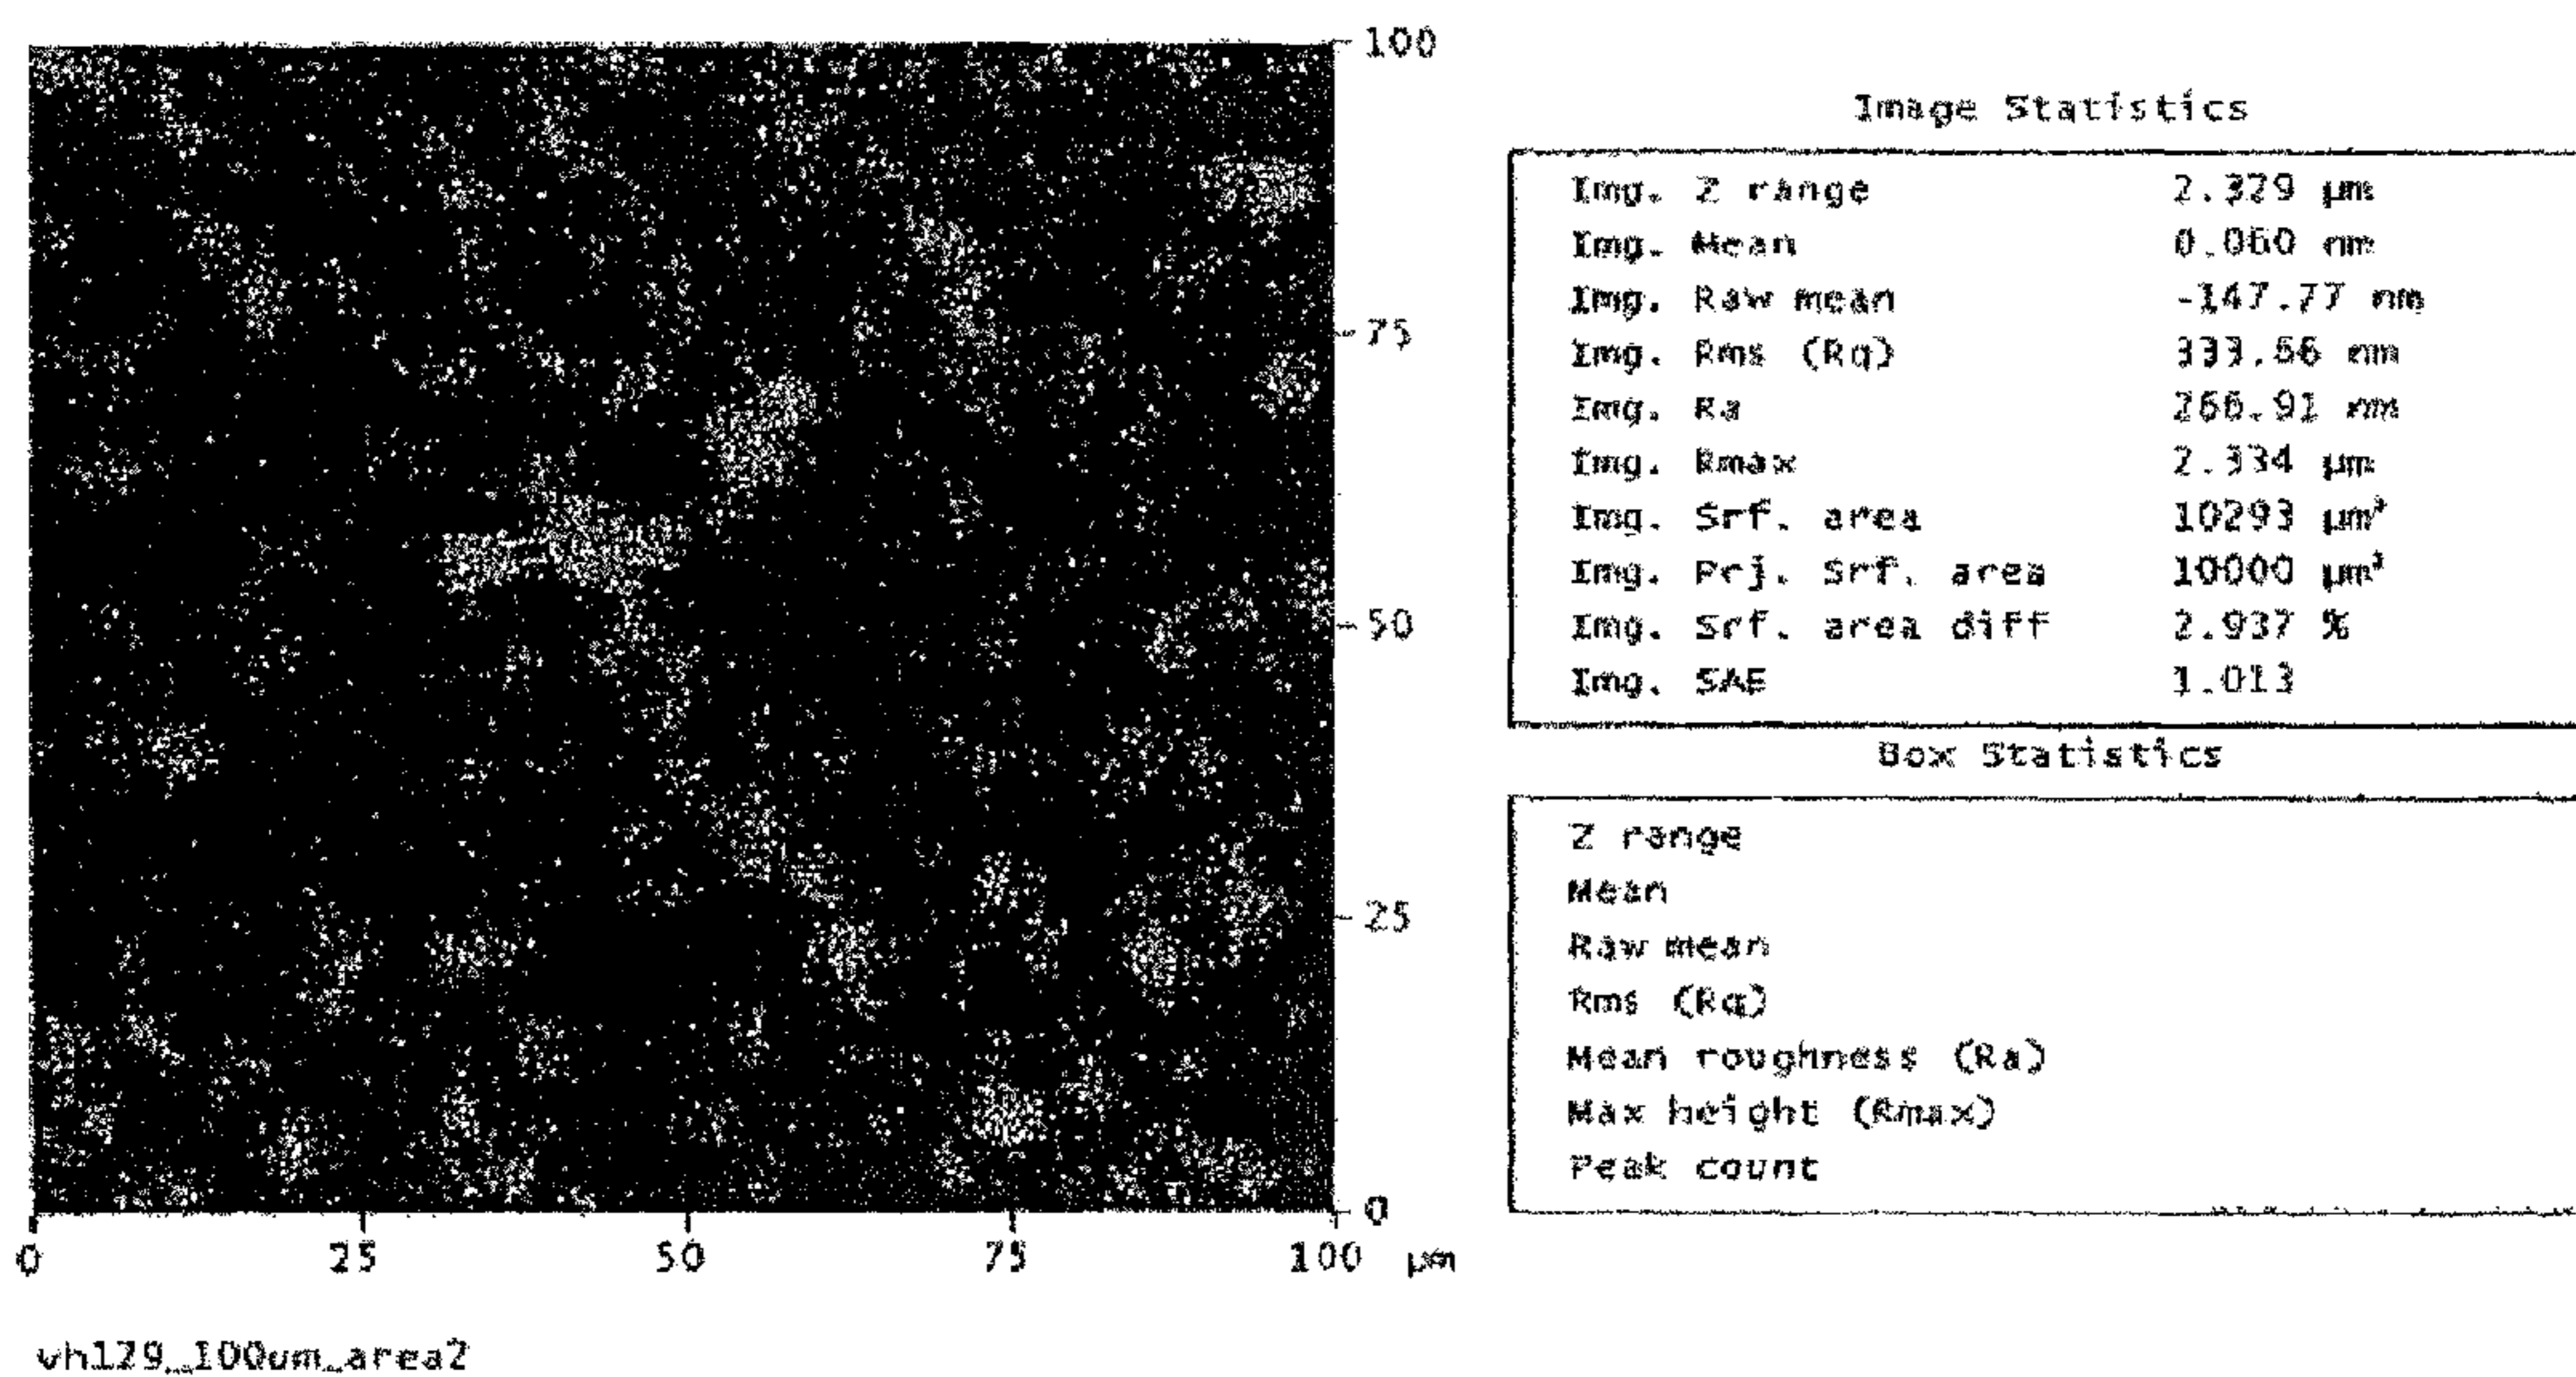 100
75
50
25
0
0 25 50 75 100 µm
vh129_100um_area2
Image Statistics
Img. Z range 2.329 µm
Img. Mean 0.060 nm
Img. Raw mean -147.77 nm
Img. Rms (Rq) nm
Img. Ra 266.91 nm
Img. Rmax 2.334 µm
Img. Srf. area 10293 µm²
Img. Prj. Srf. area 10000 µm²
Img. Srf. area diff 2.937 %
Img. SAE 1.013
Box Statistics
Z range
Mean
Raw mean
Rms (Rq)
Mean roughness (Ra)
Max height (Rmax)
Peak count